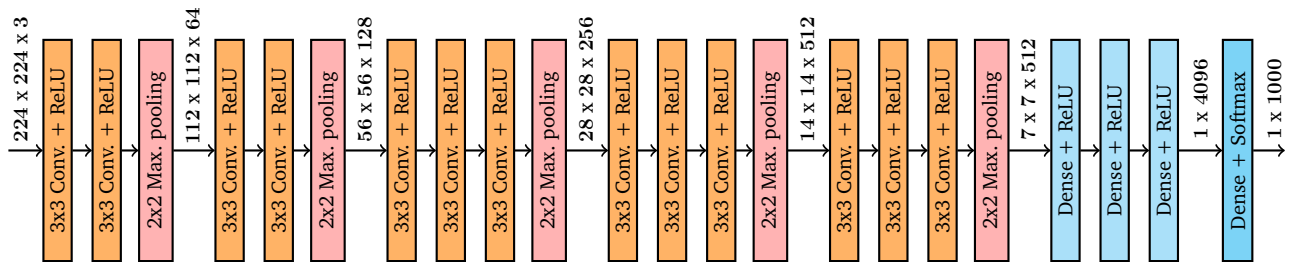 224 x 224 x 3
3x3 Conv. + ReLU
3x3 Conv. + ReLU
2x2 Max. pooling
112 x 112 x 64
3x3 Conv. + ReLU
3x3 Conv. + ReLU
2x2 Max. pooling
56 x 56 x 128
3x3 Conv. + ReLU
3x3 Conv. + ReLU
3x3 Conv. + ReLU
2x2 Max. pooling
28 x 28 x 256
3x3 Conv. + ReLU
3x3 Conv. + ReLU
3x3 Conv. + ReLU
2x2 Max. pooling
14 x 14 x 512
3x3 Conv. + ReLU
3x3 Conv. + ReLU
3x3 Conv. + ReLU
2x2 Max. pooling
7 x 7 x 512
Dense + ReLU
Dense + ReLU
Dense + ReLU
1 x 4096
Dense + Softmax
1 x 1000